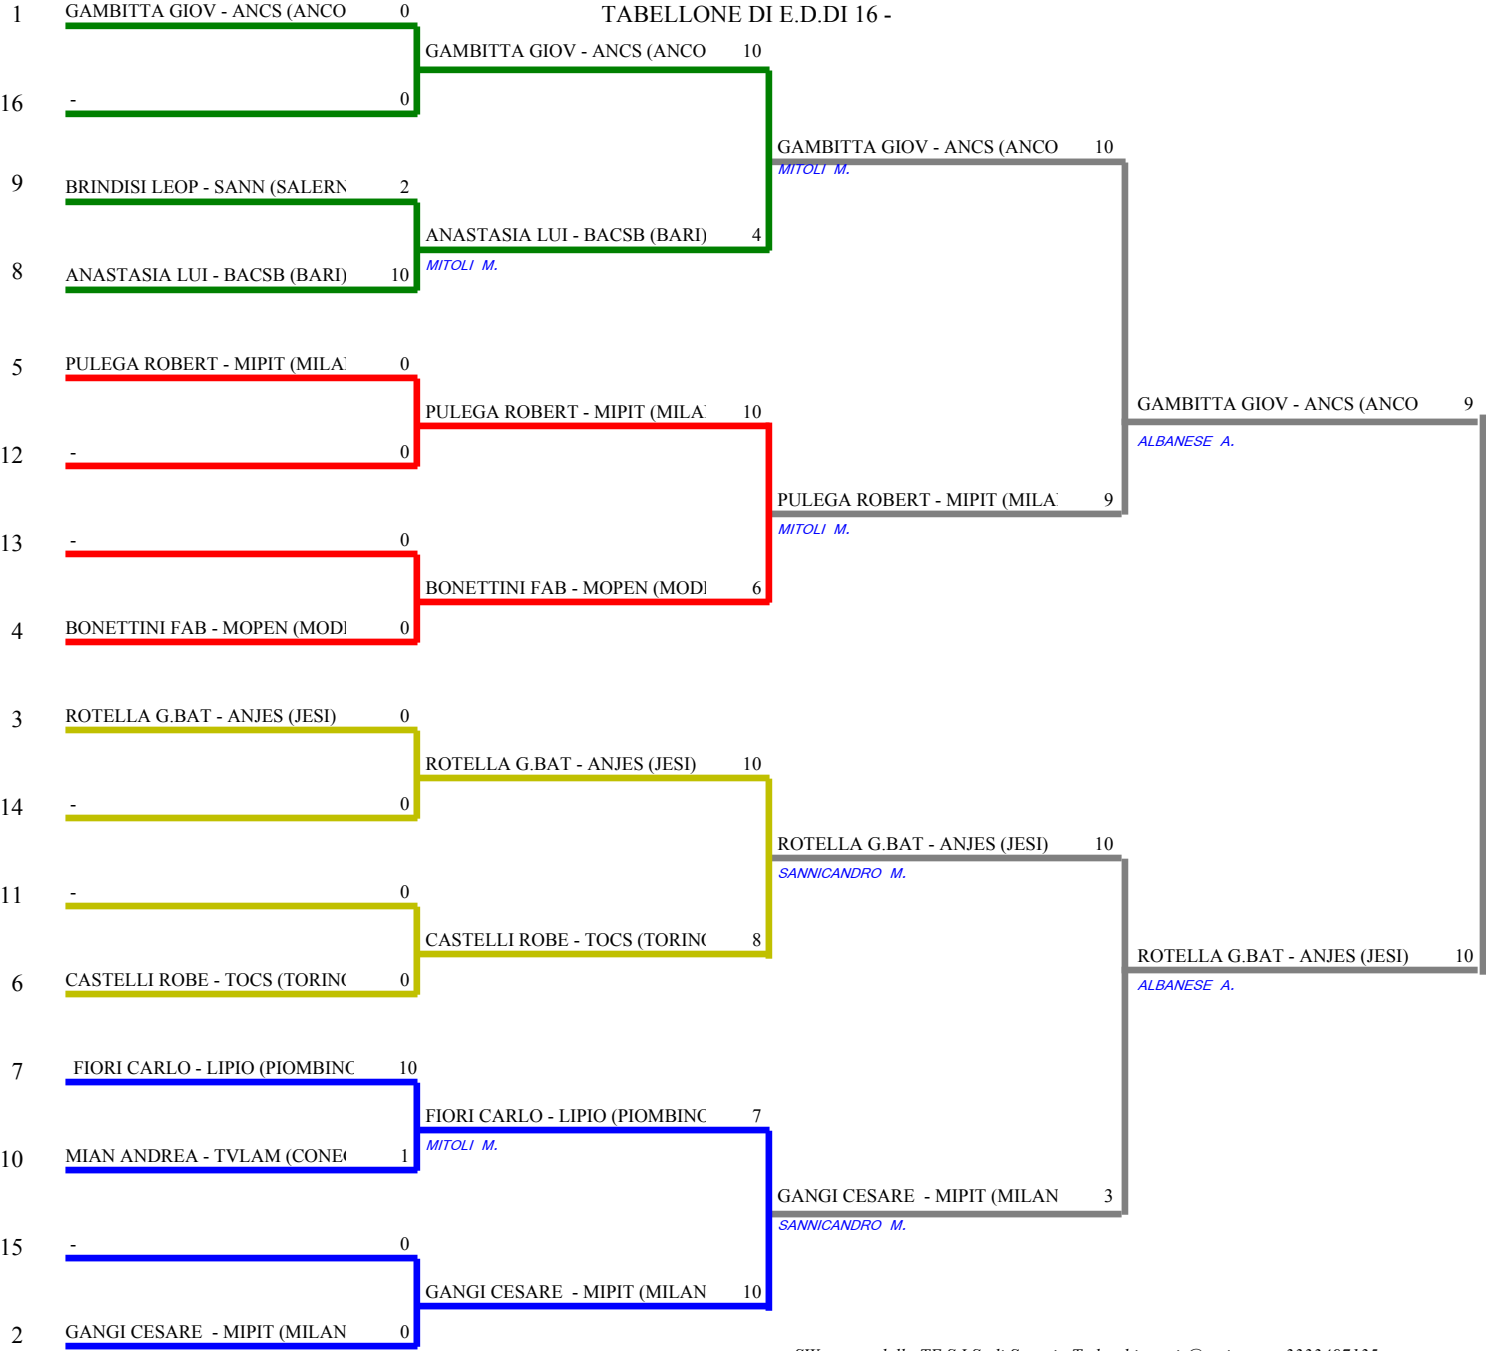 TABELLONE DI E.D.DI 16 -
1 GAMBITTA GIOV - ANCS (ANCO 0
GAMBITTA GIOV - ANCS (ANCO 10
16 - 0
GAMBITTA GIOV - ANCS (ANCO 10
MITOLI M.
9 BRINDISI LEOP - SANN (SALERN 2
ANASTASIA LUI - BACSB (BARI) 4
MITOLI M.
8 ANASTASIA LUI - BACSB (BARI) 10
5 PULEGA ROBERT - MIPIT (MILA 0
GAMBITTA GIOV - ANCS (ANCO 9
ALBANESE A.
PULEGA ROBERT - MIPIT (MILA 10
12 - 0
PULEGA ROBERT - MIPIT (MILA 9
MITOLI M.
13 - 0
BONETTINI FAB - MOPEN (MODI 6
4 BONETTINI FAB - MOPEN (MODI 0
3 ROTELLA G.BAT - ANJES (JESI) 0
ROTELLA G.BAT - ANJES (JESI) 10
14 - 0
ROTELLA G.BAT - ANJES (JESI) 10
SANNICANDRO M.
11 - 0
CASTELLI ROBE - TOCS (TORINO 8
ROTELLA G.BAT - ANJES (JESI) 10
ALBANESE A.
6 CASTELLI ROBE - TOCS (TORINO 0
7 FIORI CARLO - LIPIO (PIOMBINO 10
FIORI CARLO - LIPIO (PIOMBINO 7
MITOLI M.
10 MIAN ANDREA - TVLAM (CONE 1
GANGI CESARE - MIPIT (MILAN 3
SANNICANDRO M.
15 - 0
GANGI CESARE - MIPIT (MILAN 10
2 GANGI CESARE - MIPIT (MILAN 0